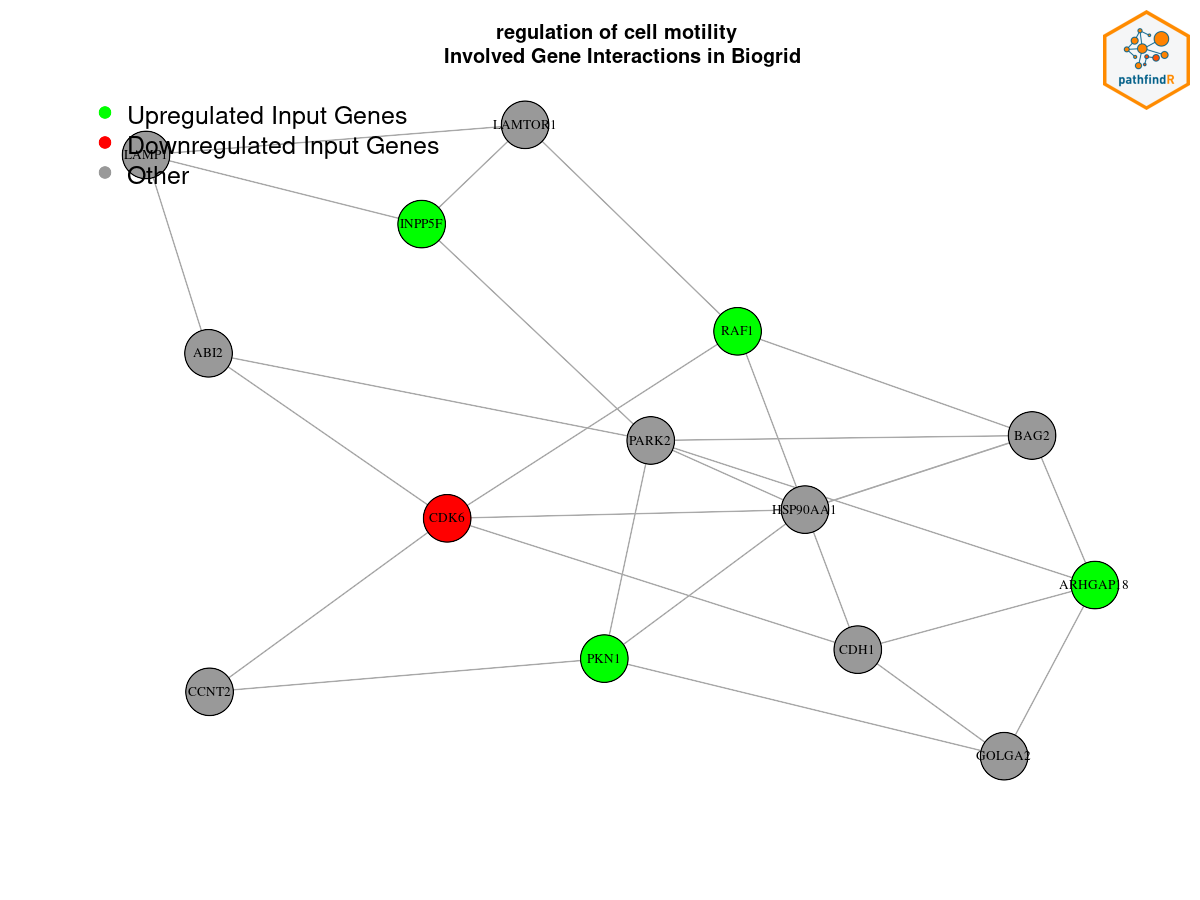 regulation of cell motility
Involved Gene Interactions in Biogrid
pathfindR
Upregulated Input Genes
Downregulated Input Genes
Other
LAMTOR1
LAMP1
INPP5F
RAF1
ABI2
PARK2
BAG2
HSP90AA1
CDK6
ARHGAP18
CDH1
PKN1
CCNT2
GOLGA2